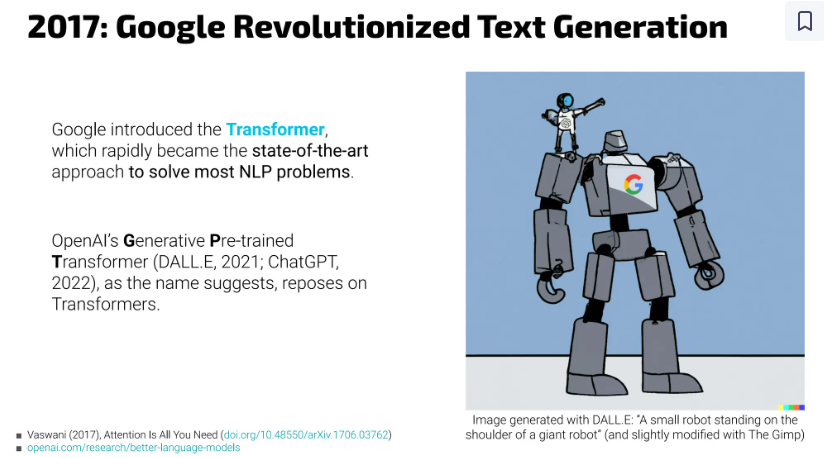 2017: Google Revolutionized Text Generation
Google introduced the Transformer,
which rapidly became the state-of-the-art
approach to solve most NLP problems.
OpenAI's Generative Pre-trained
Transformer (DALL.E, 2021; ChatGPT,
2022), as the name suggests, reposes on
Transformers.
G
Image generated with DALL.E: "A small robot standing on the
shoulder of a giant robot" (and slightly modified with The Gimp)
Vaswani (2017), Attention Is All You Need (doi.org/10.48550/arXiv.1706.03762)
openai.com/research/better-language-models